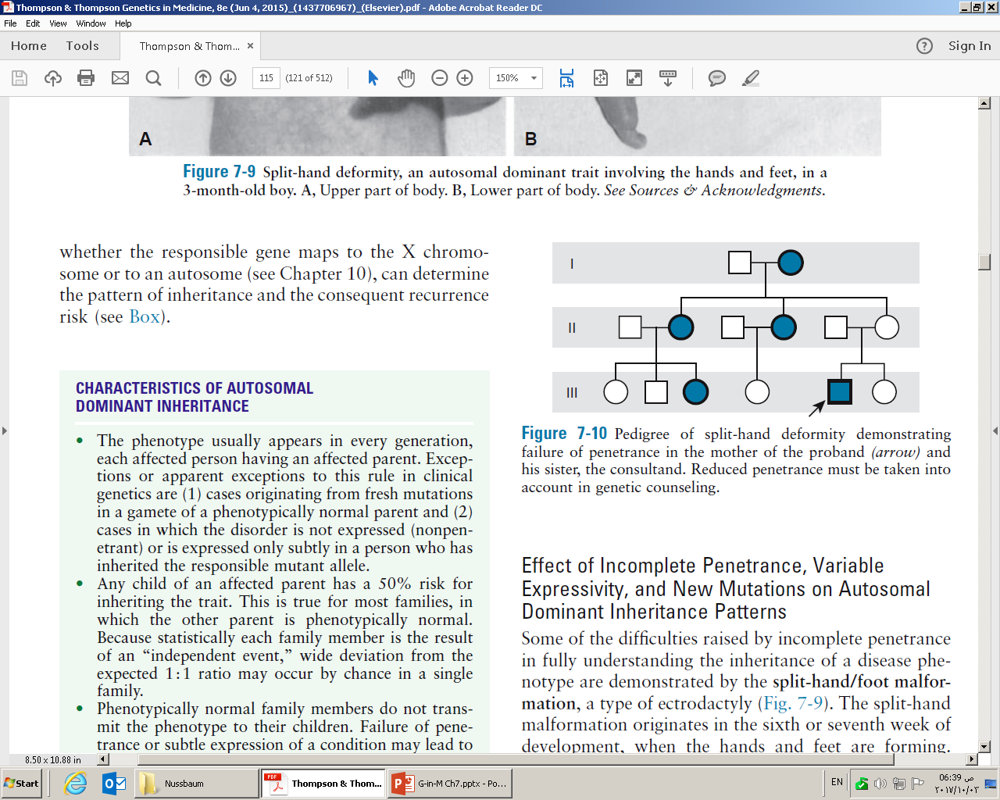 Thompson & Thompson Genetics in Medicine, 8e (Jun 4, 2015)_(1437706967)_(Elsevier).pdf - Adobe Acrobat Reader DC
File Edit View Window Help
Home Tools Thompson & Thom... × ? Sign In
115 (121 of 512) 150%
A B
Figure 7-9 Split-hand deformity, an autosomal dominant trait involving the hands and feet, in a
3-month-old boy. A, Upper part of body. B, Lower part of body. See Sources & Acknowledgments.
whether the responsible gene maps to the X chromo-
some or to an autosome (see Chapter 10), can determine
the pattern of inheritance and the consequent recurrence
risk (see Box).
CHARACTERISTICS OF AUTOSOMAL
DOMINANT INHERITANCE
• The phenotype usually appears in every generation,
each affected person having an affected parent. Excep-
tions or apparent exceptions to this rule in clinical
genetics are (1) cases originating from fresh mutations
in a gamete of a phenotypically normal parent and (2)
cases in which the disorder is not expressed (nonpen-
etrant) or is expressed only subtly in a person who has
inherited the responsible mutant allele.
• Any child of an affected parent has a 50% risk for
inheriting the trait. This is true for most families, in
which the other parent is phenotypically normal.
Because statistically each family member is the result
of an “independent event,” wide deviation from the
expected 1:1 ratio may occur by chance in a single
family.
• Phenotypically normal family members do not trans-
mit the phenotype to their children. Failure of pene-
trance or subtle expression of a condition may lead to
I
II
III
Figure 7-10 Pedigree of split-hand deformity demonstrating
failure of penetrance in the mother of the proband (arrow) and
his sister, the consultand. Reduced penetrance must be taken into
account in genetic counseling.
Effect of Incomplete Penetrance, Variable
Expressivity, and New Mutations on Autosomal
Dominant Inheritance Patterns
Some of the difficulties raised by incomplete penetrance
in fully understanding the inheritance of a disease phe-
notype are demonstrated by the split-hand/foot malfor-
mation, a type of ectrodactyly (Fig. 7-9). The split-hand
malformation originates in the sixth or seventh week of
development, when the hands and feet are forming.
8.50 x 10.88 in
Start Nussbaum PDF Thompson & Thom... G-in-M Ch7.pptx - Po... EN 06:39 ص
٢٠١٧/١٠/٠٣